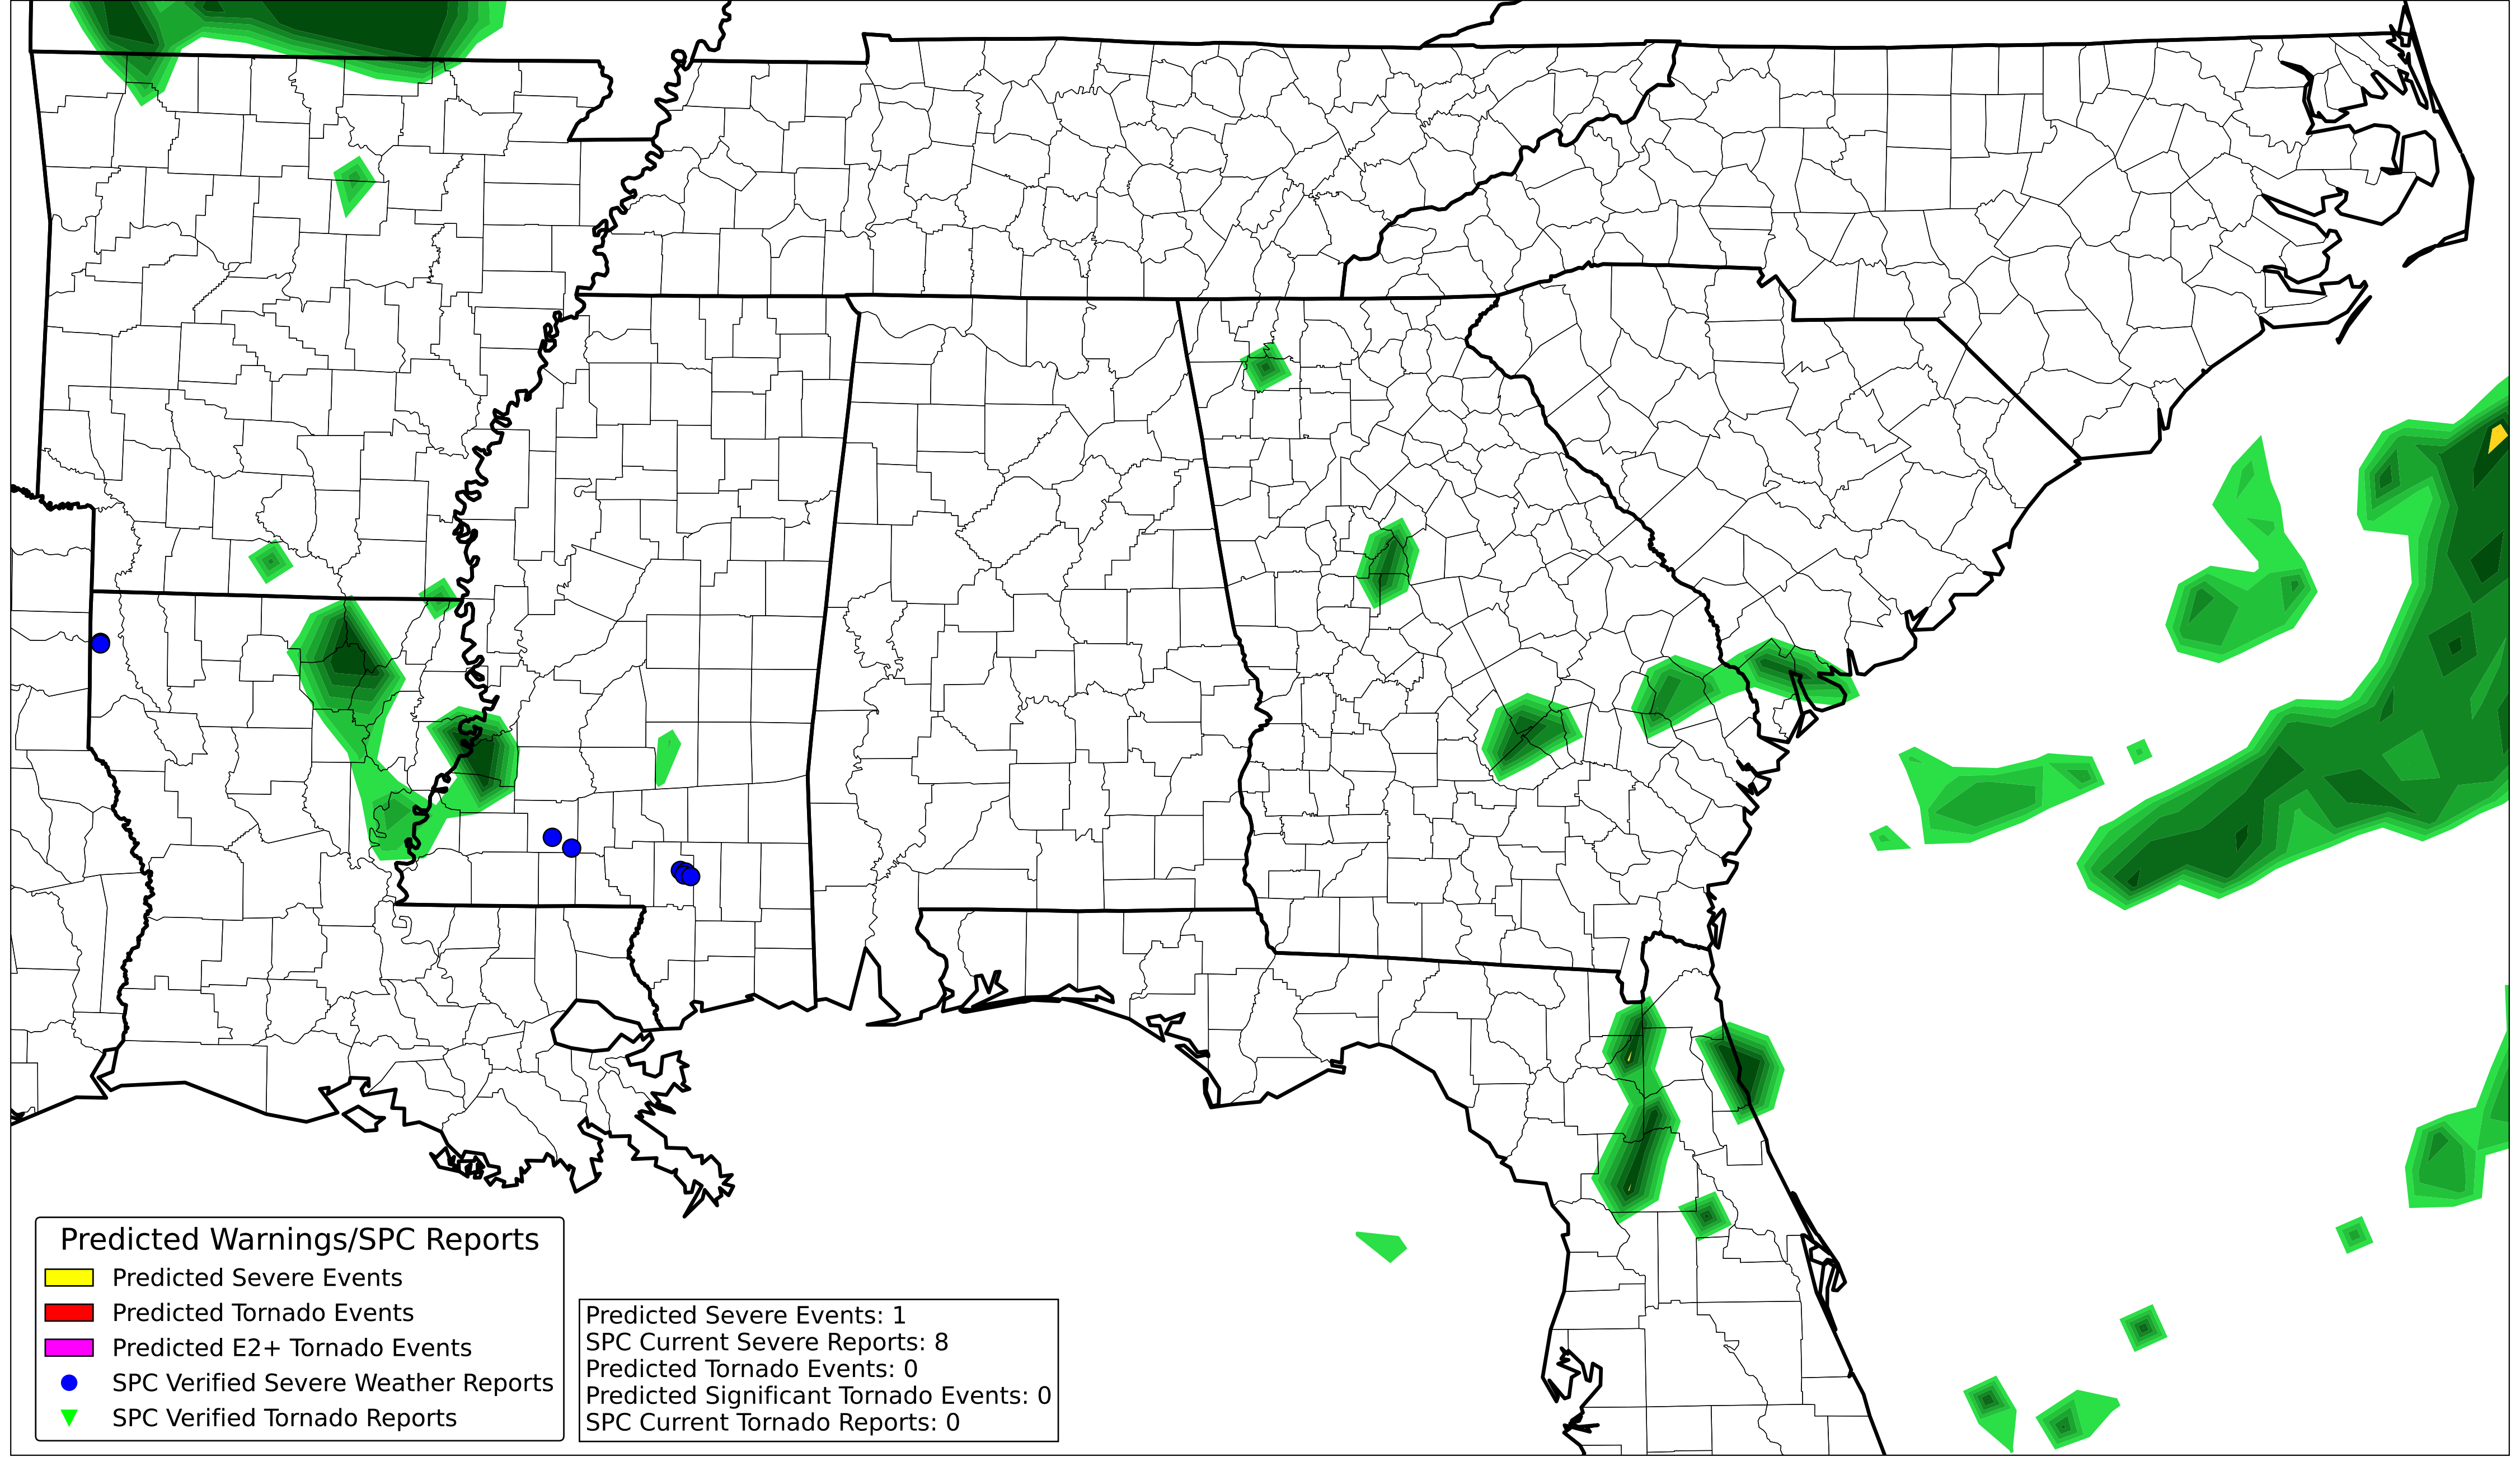 Predicted Warnings/SPC Reports
Predicted Severe Events
Predicted Tornado Events
Predicted E2+ Tornado Events
SPC Verified Severe Weather Reports
SPC Verified Tornado Reports
Predicted Severe Events: 1
SPC Current Severe Reports: 8
Predicted Tornado Events: 0
Predicted Significant Tornado Events: 0
SPC Current Tornado Reports: 0